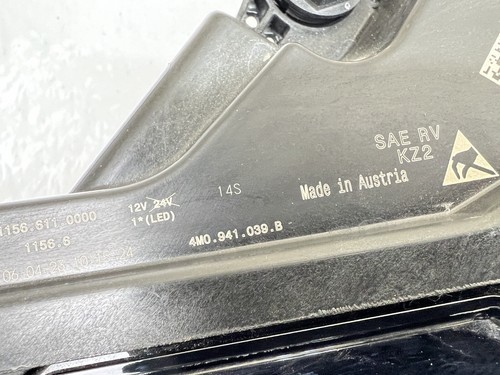 SAE RV
KZ2
14S
Made in Austria
12V 24V
1*(LED)
1156.611.0000
1156.6
4M0.941.039.B